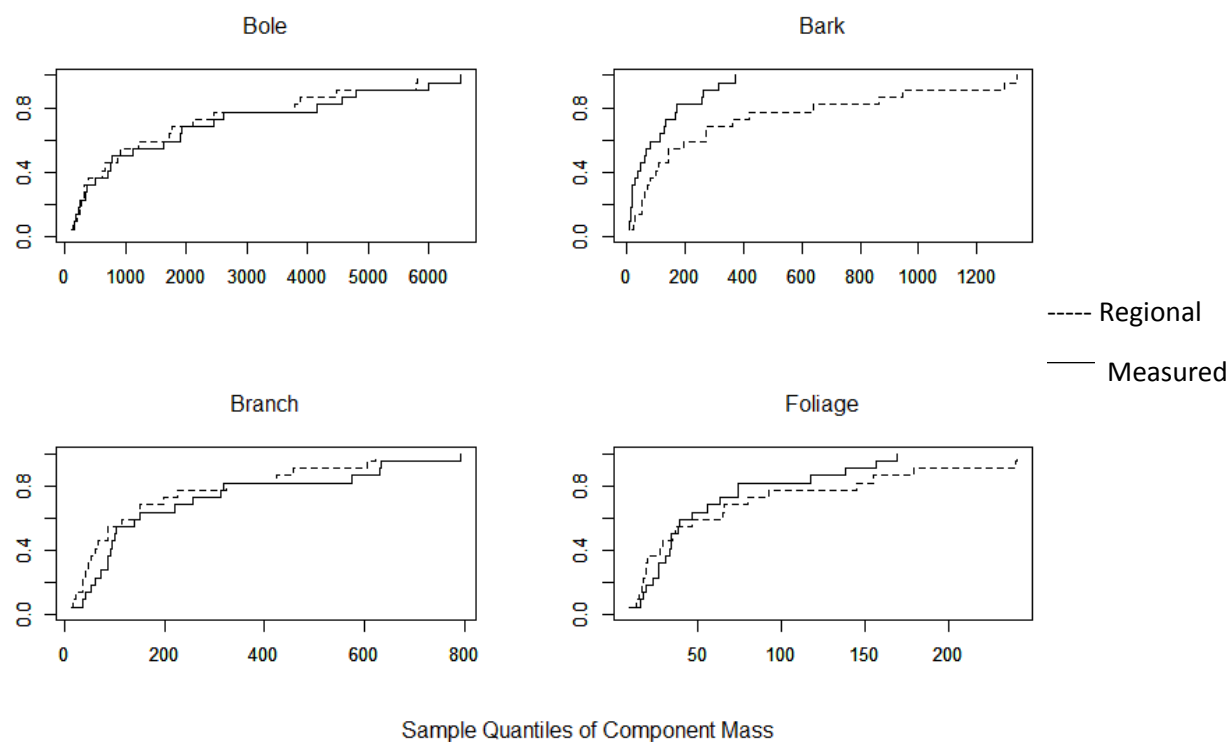 Bole
0.0 0.4 0.8
0 1000 2000 3000 4000 5000 6000
Bark
0.0 0.4 0.8
0 200 400 600 800 1000 1200
Regional
Measured
Branch
0.0 0.4 0.8
0 200 400 600 800
Foliage
0.0 0.4 0.8
50 100 150 200
Sample Quantiles of Component Mass